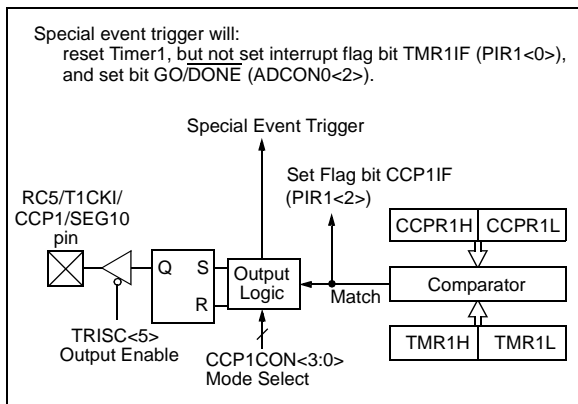 Special event trigger will:
reset Timer1, but not set interrupt flag bit TMR1IF (PIR1<0>),
and set bit GO/DONE (ADCON0<2>).
Special Event Trigger
Set Flag bit CCP1IF
(PIR1<2>)
RC5/T1CKI/
CCP1/SEG10
pin
CCPR1H CCPR1L
Q S
R
Output
Logic
Match
Comparator
TRISC<5>
Output Enable
CCP1CON<3:0>
Mode Select
TMR1H TMR1L